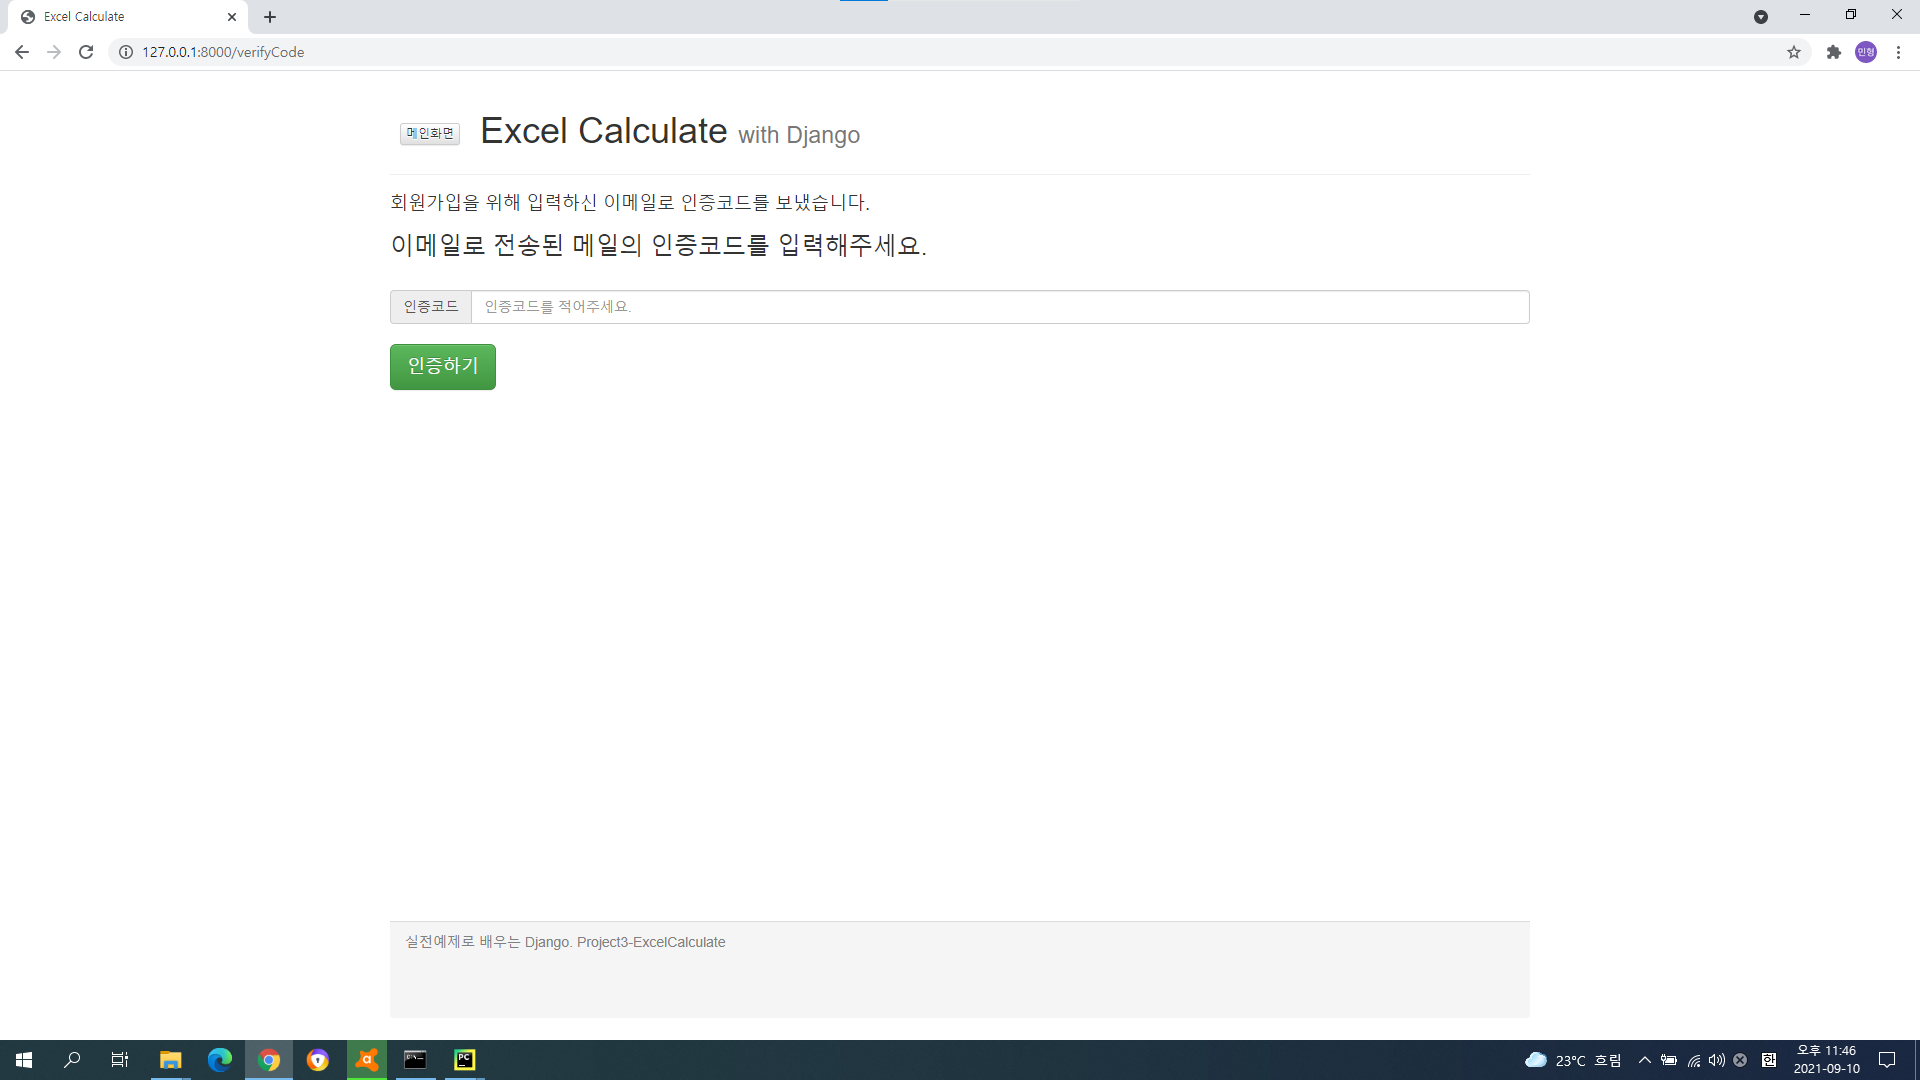 Excel Calculate
127.0.0.1:8000/verifyCode
민형
메인화면
Excel Calculate with Django
회원가입을 위해 입력하신 이메일로 인증코드를 보냈습니다.
이메일로 전송된 메일의 인증코드를 입력해주세요.
인증코드 인증코드를 적어주세요.
인증하기
실전예제로 배우는 Django. Project3-ExcelCalculate
PC
23°C 흐림
한
오후 11:46
2021-09-10